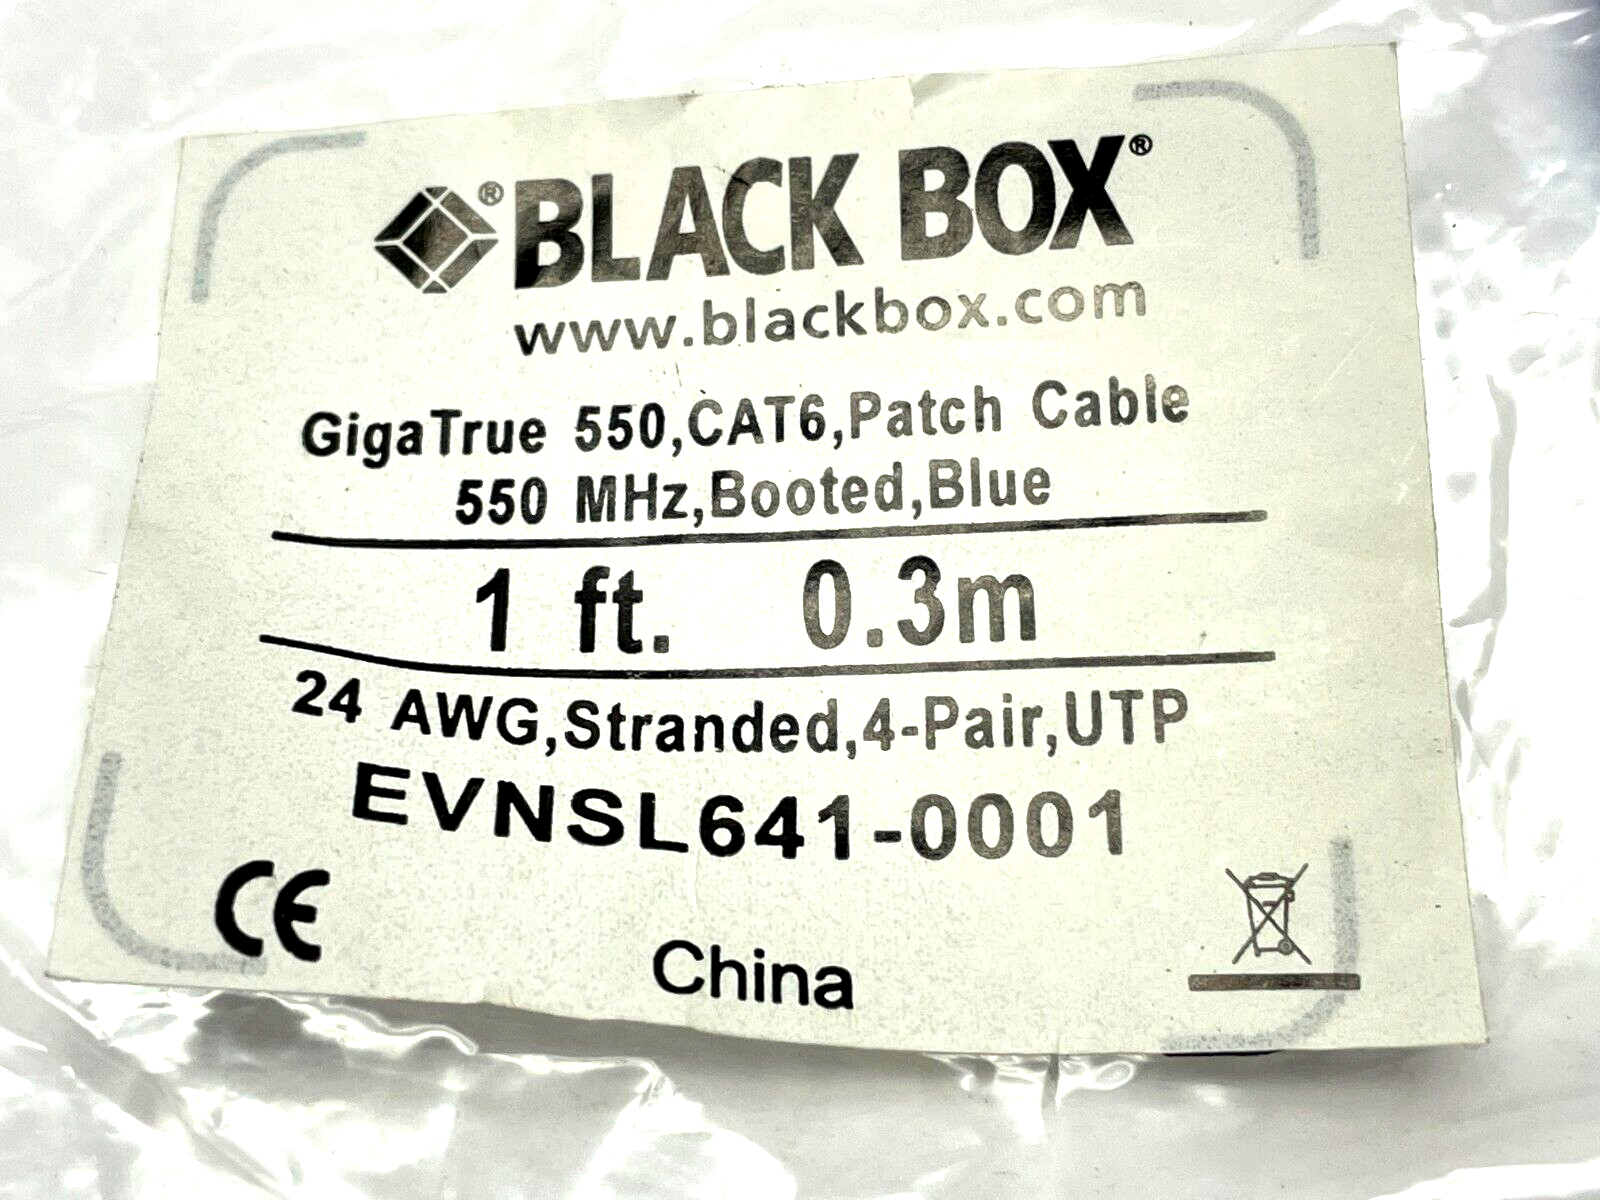 ® BLACK BOX®
www.blackbox.com
GigaTrue 550,CAT6,Patch Cable
550 MHz,Booted,Blue
1 ft. 0.3m
24 AWG,Stranded,4-Pair,UTP
EVNSL641-0001
CE
China